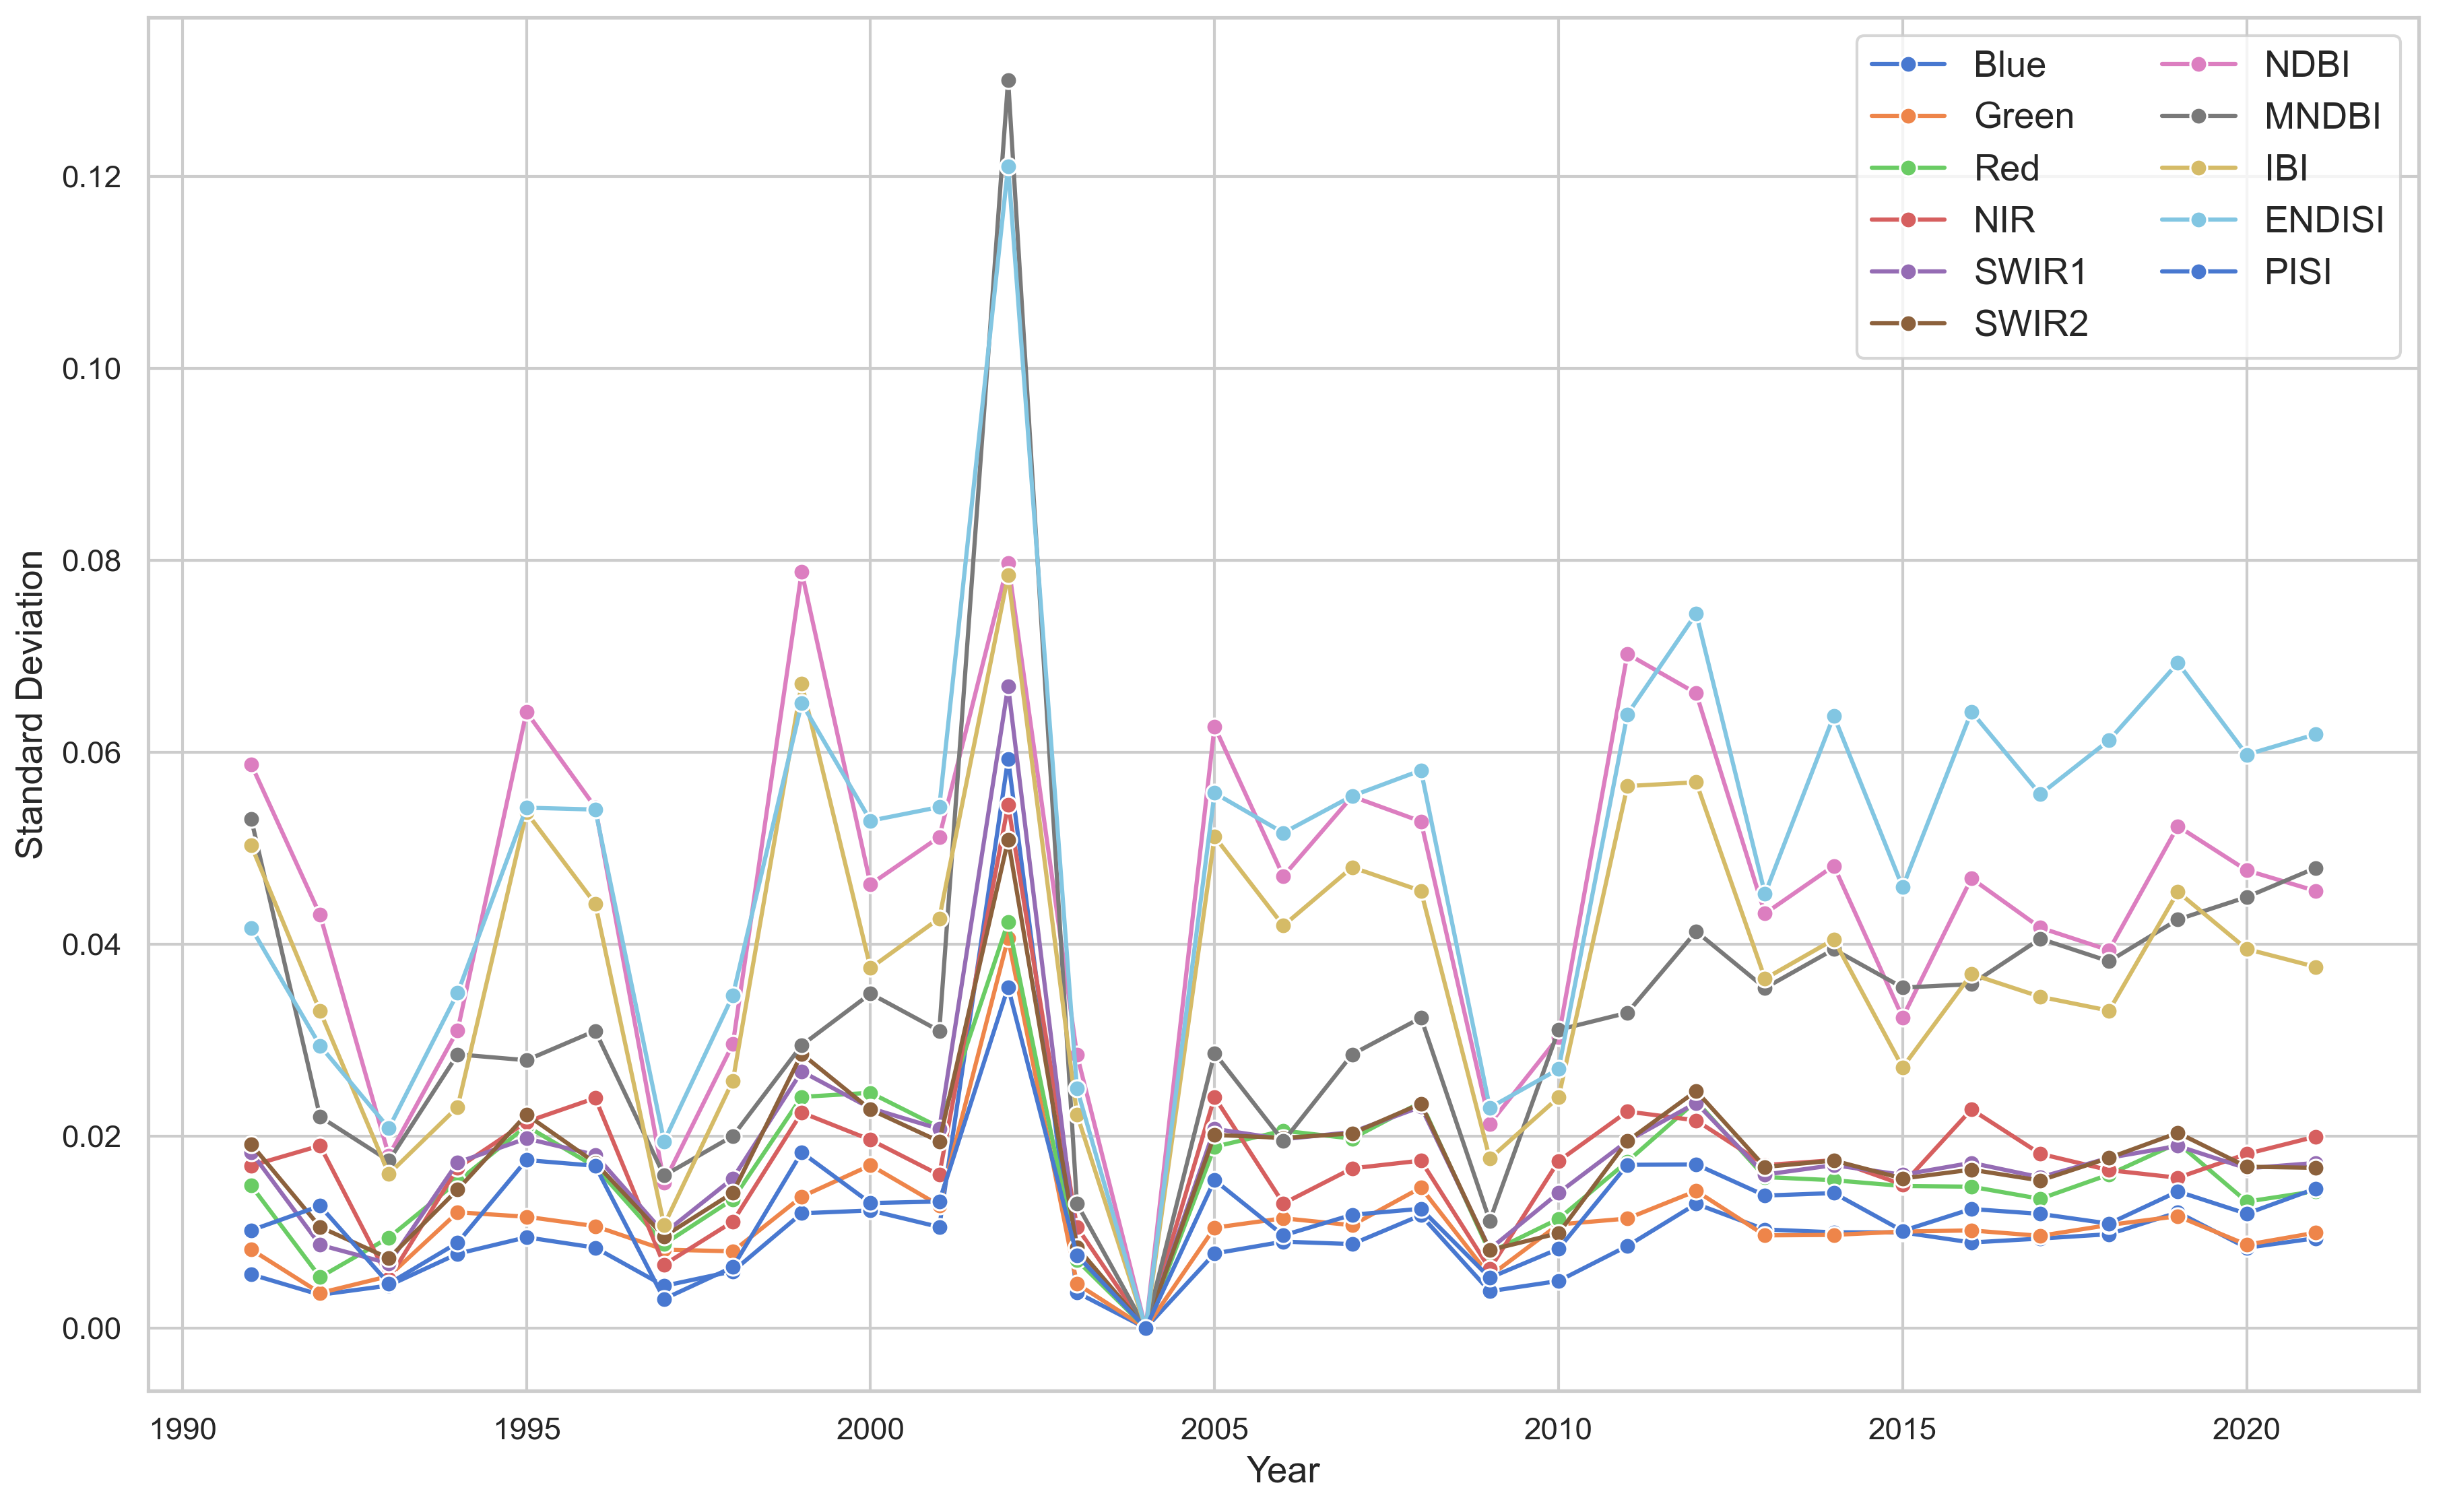 Blue
Green
Red
NIR
SWIR1
SWIR2
NDBI
MNDBI
IBI
ENDISI
PISI
Standard Deviation
0.12
0.10
0.08
0.06
0.04
0.02
0.00
1990 1995 2000 2005 2010 2015 2020
Year